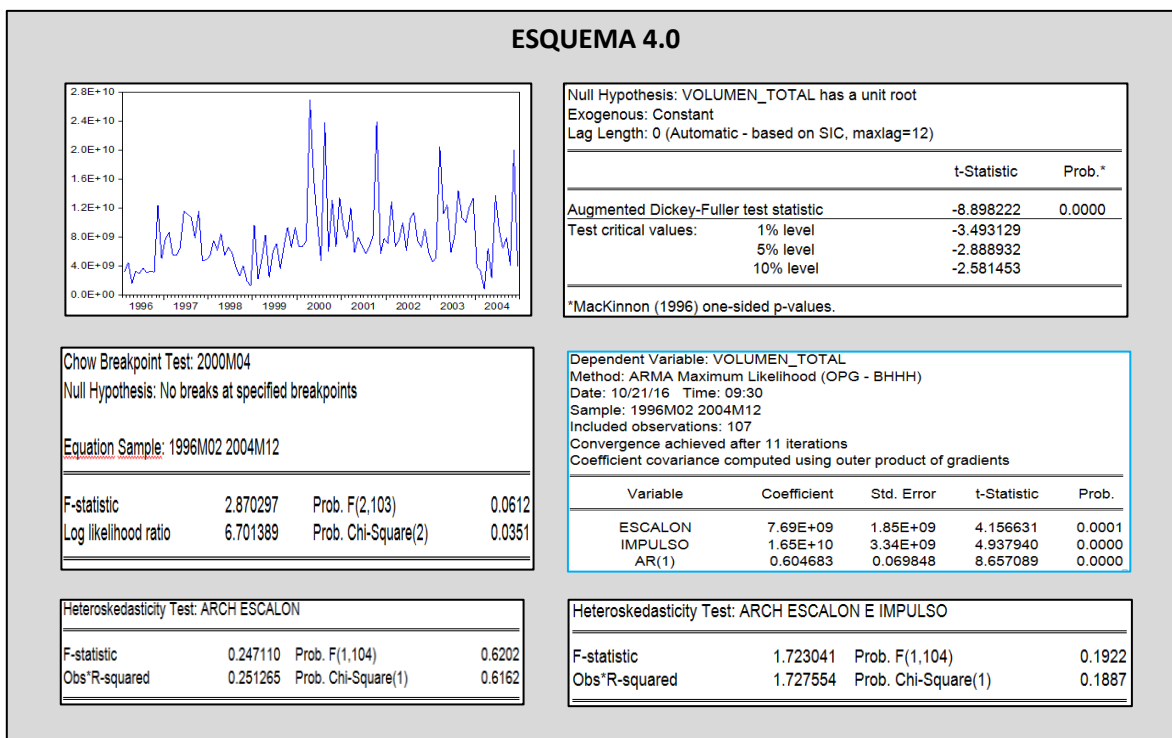 ESQUEMA 4.0
2.8E+10
2.4E+10
2.0E+10
1.6E+10
1.2E+10
8.0E+09
4.0E+09
0.0E+00
1996 1997 1998 1999 2000 2001 2002 2003 2004
Null Hypothesis: VOLUMEN_TOTAL has a unit root
Exogenous: Constant
Lag Length: 0 (Automatic - based on SIC, maxlag=12)
t-Statistic Prob.*
Augmented Dickey-Fuller test statistic -8.898222 0.0000
Test critical values: 1% level -3.493129
5% level -2.888932
10% level -2.581453
*MacKinnon (1996) one-sided p-values.
Chow Breakpoint Test: 2000M04
Null Hypothesis: No breaks at specified breakpoints
Equation Sample: 1996M02 2004M12
F-statistic 2.870297 Prob. F(2,103) 0.0612
Log likelihood ratio 6.701389 Prob. Chi-Square(2) 0.0351
Dependent Variable: VOLUMEN_TOTAL
Method: ARMA Maximum Likelihood (OPG - BHHH)
Date: 10/21/16 Time: 09:30
Sample: 1996M02 2004M12
Included observations: 107
Convergence achieved after 11 iterations
Coefficient covariance computed using outer product of gradients
Variable Coefficient Std. Error t-Statistic Prob.
ESCALON 7.69E+09 1.85E+09 4.156631 0.0001
IMPULSO 1.65E+10 3.34E+09 4.937940 0.0000
AR(1) 0.604683 0.069848 8.657089 0.0000
Heteroskedasticity Test: ARCH ESCALON
F-statistic 0.247110 Prob. F(1,104) 0.6202
Obs*R-squared 0.251265 Prob. Chi-Square(1) 0.6162
Heteroskedasticity Test: ARCH ESCALON E IMPULSO
F-statistic 1.723041 Prob. F(1,104) 0.1922
Obs*R-squared 1.727554 Prob. Chi-Square(1) 0.1887